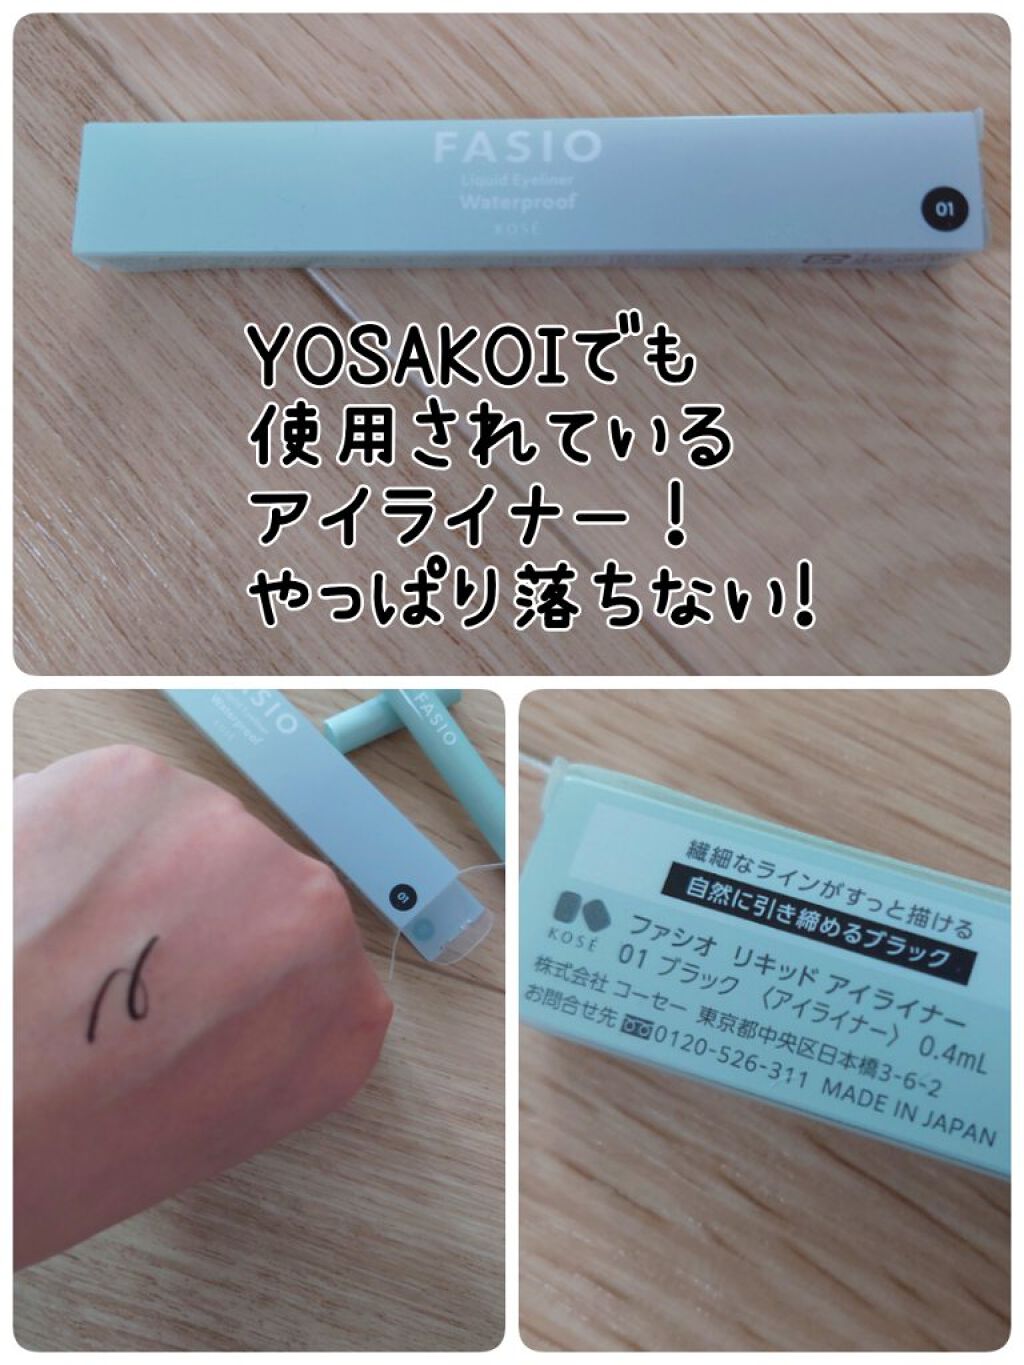 FASIO
Liquid Eyeliner
Waterproof
KOSÉ
01
YOSAKOIでも
使用されている
アイライナー！
やっぱり落ちない!
FASIO
Waterproof
01
FASIO
繊細なラインがすっと描ける
自然に引き締めるブラック
KOSÉ
ファシオ リキッド アイライナー
01 ブラック 〈アイライナー〉 0.4mL
株式会社 コーセー 東京都中央区日本橋3-6-2
お問合せ先 0120-526-311 MADE IN JAPAN